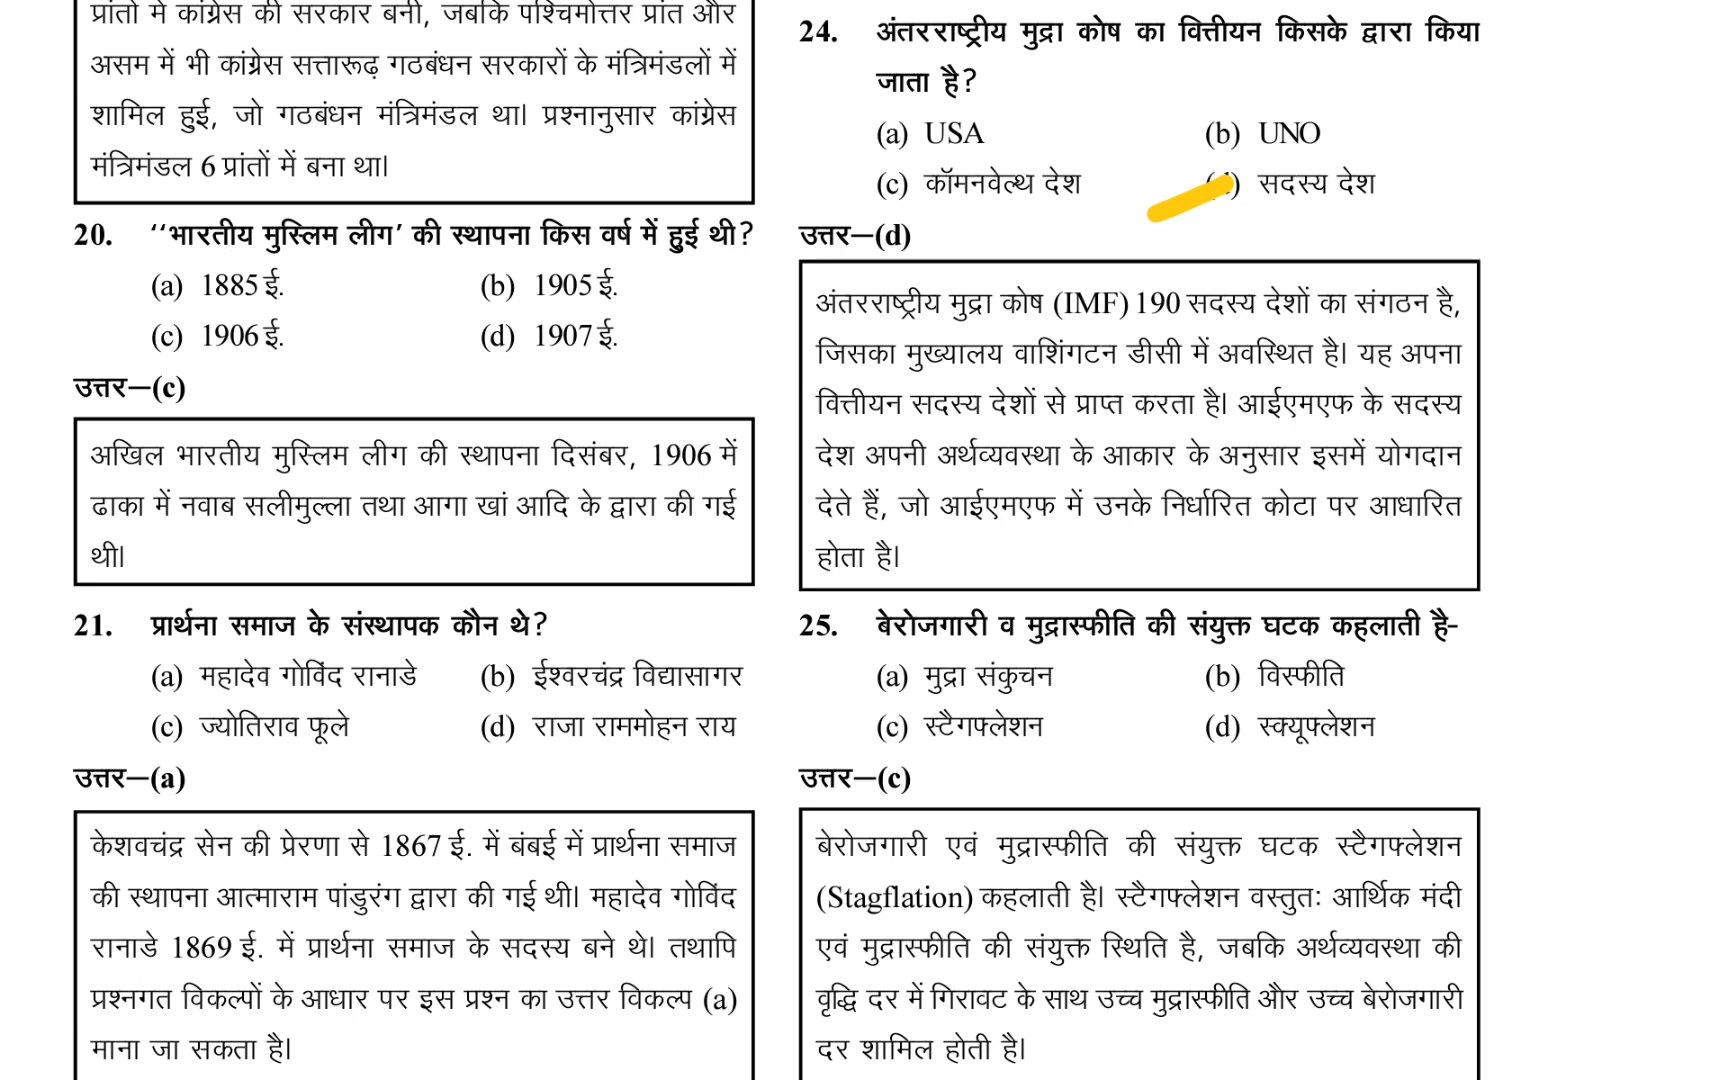 प्रांतों में कांग्रेस की सरकार बनी, जबकि पश्चिमोत्तर प्रांत और
असम में भी कांग्रेस सत्तारूढ़ गठबंधन सरकारों के मंत्रिमंडलों में
शामिल हुई, जो गठबंधन मंत्रिमंडल था। प्रश्नानुसार कांग्रेस
मंत्रिमंडल 6 प्रांतों में बना था।
20. ‘‘भारतीय मुस्लिम लीग’ की स्थापना किस वर्ष में हुई थी?
(a) 1885 ई. (b) 1905 ई.
(c) 1906 ई. (d) 1907 ई.
उत्तर—(c)
अखिल भारतीय मुस्लिम लीग की स्थापना दिसंबर, 1906 में
ढाका में नवाब सलीमुल्ला तथा आगा खां आदि के द्वारा की गई
थी।
21. प्रार्थना समाज के संस्थापक कौन थे?
(a) महादेव गोविंद रानाडे (b) ईश्वरचंद्र विद्यासागर
(c) ज्योतिराव फूले (d) राजा राममोहन राय
उत्तर—(a)
केशवचंद्र सेन की प्रेरणा से 1867 ई. में बंबई में प्रार्थना समाज
की स्थापना आत्माराम पांडुरंग द्वारा की गई थी। महादेव गोविंद
रानाडे 1869 ई. में प्रार्थना समाज के सदस्य बने थे। तथापि
प्रश्नगत विकल्पों के आधार पर इस प्रश्न का उत्तर विकल्प (a)
माना जा सकता है।
24. अंतरराष्ट्रीय मुद्रा कोष का वित्तीयन किसके द्वारा किया
जाता है?
(a) USA (b) UNO
(c) कॉमनवेल्थ देश (d) सदस्य देश
उत्तर—(d)
अंतरराष्ट्रीय मुद्रा कोष (IMF) 190 सदस्य देशों का संगठन है,
जिसका मुख्यालय वाशिंगटन डीसी में अवस्थित है। यह अपना
वित्तीयन सदस्य देशों से प्राप्त करता है। आईएमएफ के सदस्य
देश अपनी अर्थव्यवस्था के आकार के अनुसार इसमें योगदान
देते हैं, जो आईएमएफ में उनके निर्धारित कोटा पर आधारित
होता है।
25. बेरोजगारी व मुद्रास्फीति की संयुक्त घटक कहलाती है-
(a) मुद्रा संकुचन (b) विस्फीति
(c) स्टैगफ्लेशन (d) स्क्यूफ्लेशन
उत्तर—(c)
बेरोजगारी एवं मुद्रास्फीति की संयुक्त घटक स्टैगफ्लेशन
(Stagflation) कहलाती है। स्टैगफ्लेशन वस्तुतः आर्थिक मंदी
एवं मुद्रास्फीति की संयुक्त स्थिति है, जबकि अर्थव्यवस्था की
वृद्धि दर में गिरावट के साथ उच्च मुद्रास्फीति और उच्च बेरोजगारी
दर शामिल होती है।